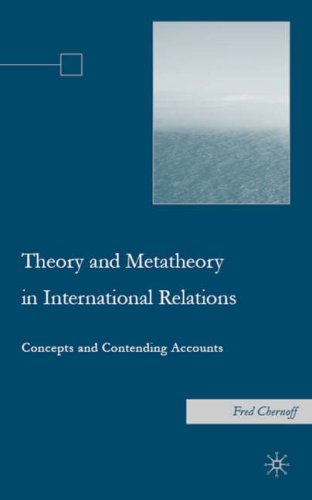 Theory and Metatheory
in International Relations
Concepts and Contending Accounts
Fred Chernoff